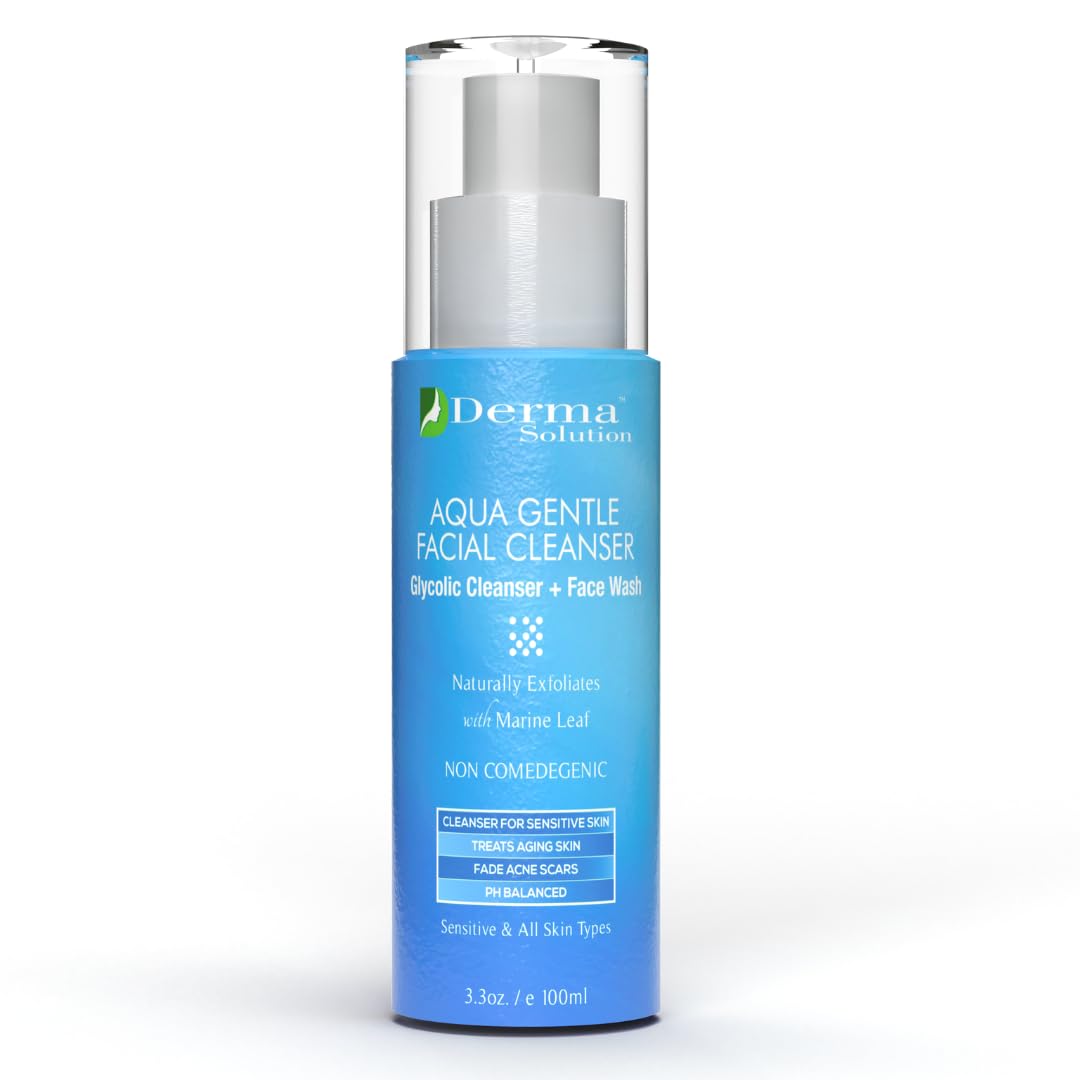 Derma™
Solution
AQUA GENTLE
FACIAL CLEANSER
Glycolic Cleanser + Face Wash
Naturally Exfoliates
with Marine Leaf
NON COMEDEGENIC
CLEANSER FOR SENSITIVE SKIN
TREATS AGING SKIN
FADE ACNE SCARS
PH BALANCED
Sensitive & All Skin Types
3.3oz. / e 100ml